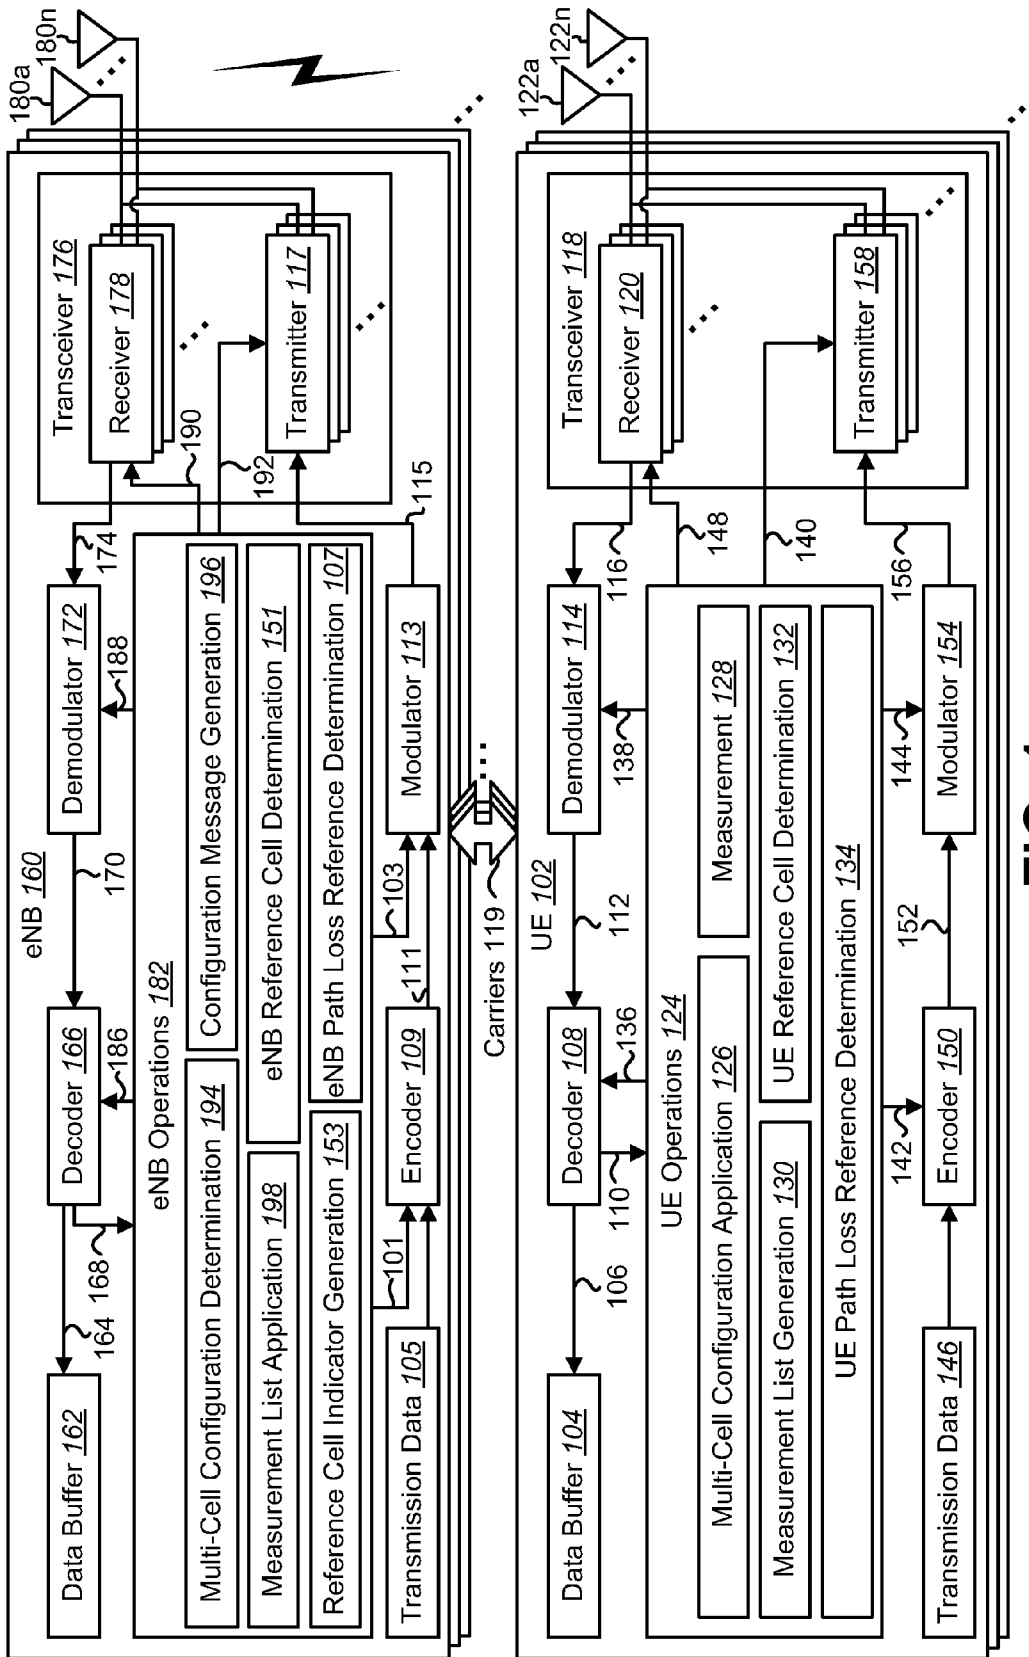 eNB 160
180a
180n
Data Buffer 162
164
168
Decoder 166
186
170
Demodulator 172
188
174
Transceiver 176
Receiver 178
190
192
Transmitter 117
115
eNB Operations 182
Multi-Cell Configuration Determination 194
Configuration Message Generation 196
Measurement List Application 198
eNB Reference Cell Determination 151
Reference Cell Indicator Generation 153
eNB Path Loss Reference Determination 107
101
103
Transmission Data 105
Encoder 109
111
Modulator 113
Carriers 119
UE 102
122a
122n
Data Buffer 104
106
Decoder 108
110
136
112
Demodulator 114
138
116
Transceiver 118
Receiver 120
148
140
Transmitter 158
156
UE Operations 124
Multi-Cell Configuration Application 126
Measurement 128
Measurement List Generation 130
UE Reference Cell Determination 132
UE Path Loss Reference Determination 134
142
144
Transmission Data 146
Encoder 150
152
Modulator 154